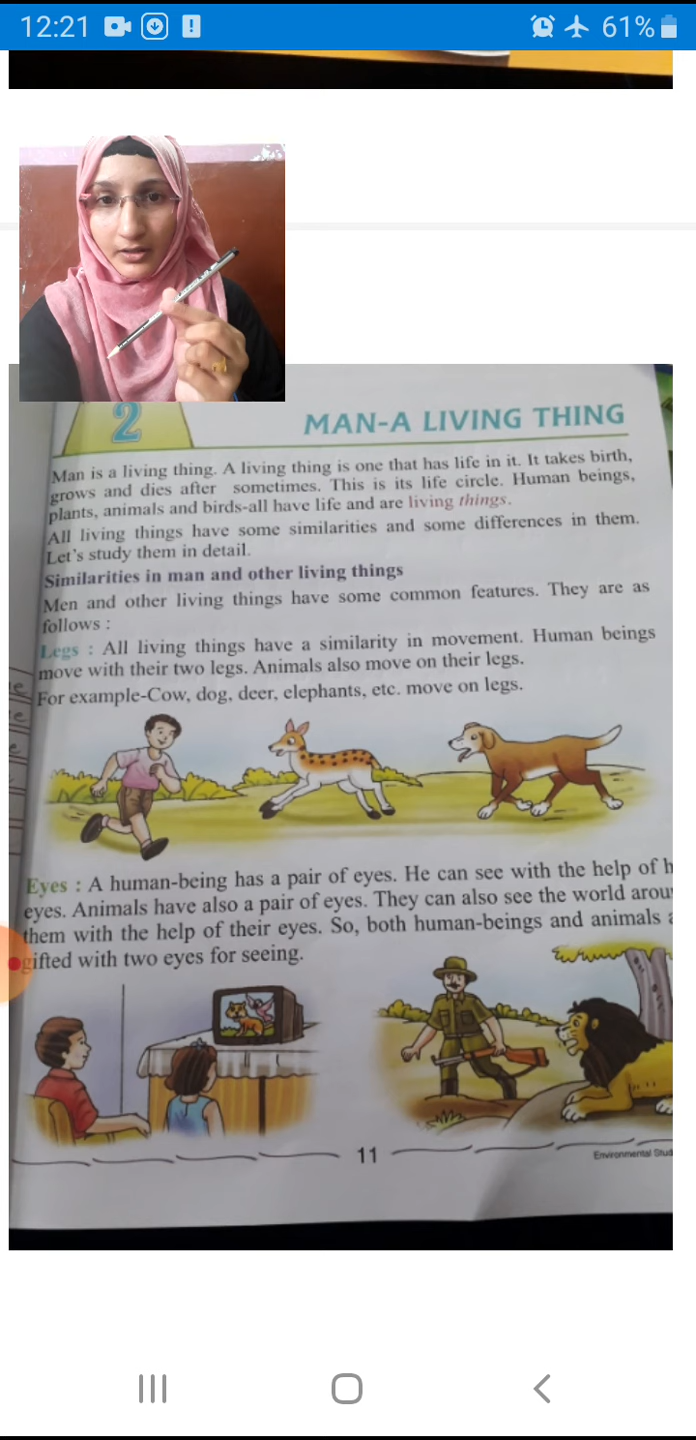 12:21
61%
2
MAN-A LIVING THING
Man is a living thing. A living thing is one that has life in it. It takes birth,
grows and dies after sometimes. This is its life circle. Human beings,
plants, animals and birds-all have life and are living things.
All living things have some similarities and some differences in them.
Let's study them in detail.
Similarities in man and other living things
Men and other living things have some common features. They are as
follows :
Legs : All living things have a similarity in movement. Human beings
move with their two legs. Animals also move on their legs.
For example-Cow, dog, deer, elephants, etc. move on legs.
Eyes : A human-being has a pair of eyes. He can see with the help of
eyes. Animals have also a pair of eyes. They can also see the world
them with the help of their eyes. So, both human-beings and animals
gifted with two eyes for seeing.
11
Environmental